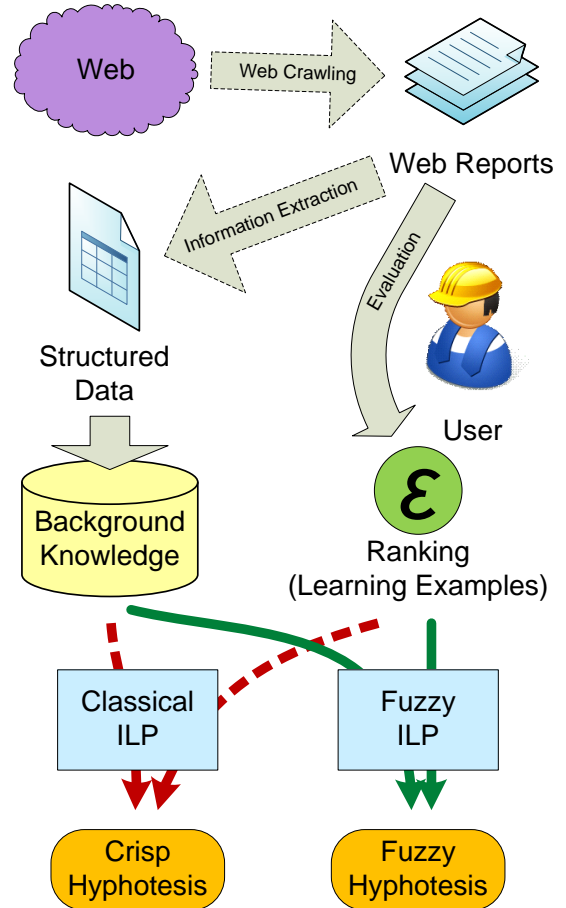 Web
Web Crawling
Web Reports
Information Extraction
Evaluation
Structured
Data
User
ε
Background
Knowledge
Ranking
(Learning Examples)
Classical
ILP
Fuzzy
ILP
Crisp
Hyphotesis
Fuzzy
Hyphotesis